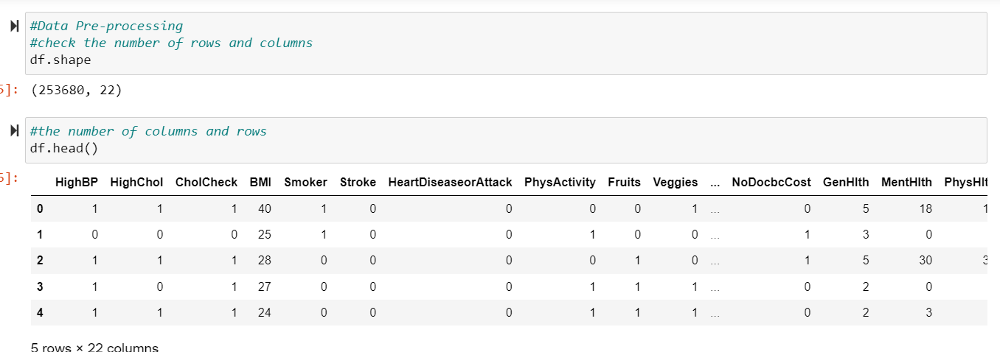 #Data Pre-processing
#check the number of rows and columns
df.shape
5]: (253680, 22)
#the number of columns and rows
df.head()
6]:
HighBP HighChol CholCheck BMI Smoker Stroke HeartDiseaseorAttack PhysActivity Fruits Veggies ... NoDocbcCost GenHlth MentHlth PhysHlt
0 1 1 1 40 1 0 0 0 0 1 ... 0 5 18 1
1 0 0 0 25 1 0 0 1 0 0 ... 1 3 0
2 1 1 1 28 0 0 0 0 1 0 ... 1 5 30 3
3 1 0 1 27 0 0 0 1 1 1 ... 0 2 0
4 1 1 1 24 0 0 0 1 1 1 ... 0 2 3
5 rows × 22 columns